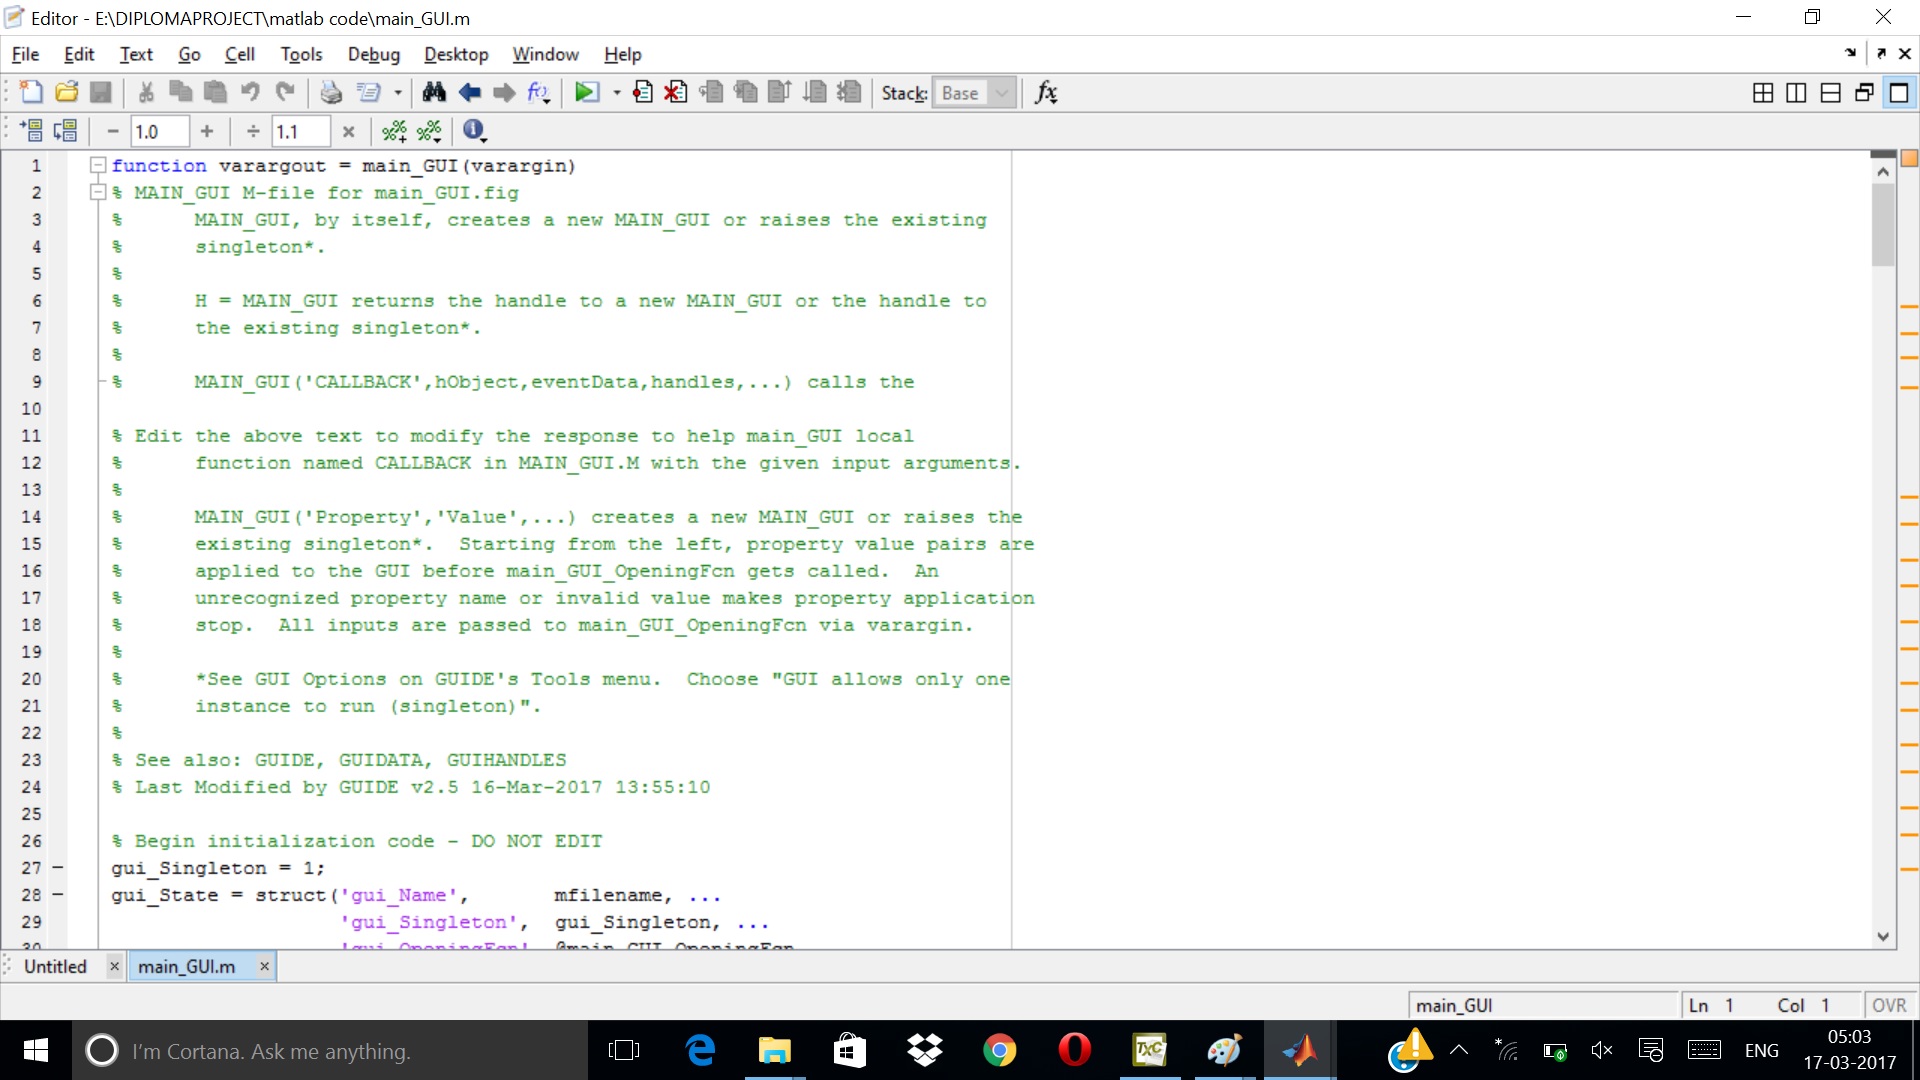 Editor - E:\DIPLOMAPROJECT\matlab code\main_GUI.m
File Edit Text Go Cell Tools Debug Desktop Window Help
Stack: Base fx
− 1.0 + ÷ 1.1 ×
1 function varargout = main_GUI(varargin)
2 % MAIN_GUI M-file for main_GUI.fig
3 % MAIN_GUI, by itself, creates a new MAIN_GUI or raises the existing
4 % singleton*.
5 %
6 % H = MAIN_GUI returns the handle to a new MAIN_GUI or the handle to
7 % the existing singleton*.
8 %
9 % MAIN_GUI('CALLBACK',hObject,eventData,handles,...) calls the
10
11 % Edit the above text to modify the response to help main_GUI local
12 % function named CALLBACK in MAIN_GUI.M with the given input arguments.
13 %
14 % MAIN_GUI('Property','Value',...) creates a new MAIN_GUI or raises the
15 % existing singleton*. Starting from the left, property value pairs are
16 % applied to the GUI before main_GUI_OpeningFcn gets called. An
17 % unrecognized property name or invalid value makes property application
18 % stop. All inputs are passed to main_GUI_OpeningFcn via varargin.
19 %
20 % *See GUI Options on GUIDE's Tools menu. Choose "GUI allows only one
21 % instance to run (singleton)".
22 %
23 % See also: GUIDE, GUIDATA, GUIHANDLES
24 % Last Modified by GUIDE v2.5 16-Mar-2017 13:55:10
25
26 % Begin initialization code - DO NOT EDIT
27 − gui_Singleton = 1;
28 − gui_State = struct('gui_Name', mfilename, ...
29 'gui_Singleton', gui_Singleton, ...
30 'gui_OpeningFcn' @main_GUI_OpeningFcn
Untitled × main_GUI.m ×
main_GUI Ln 1 Col 1 OVR
I'm Cortana. Ask me anything.
TXC
ENG
05:03
17-03-2017